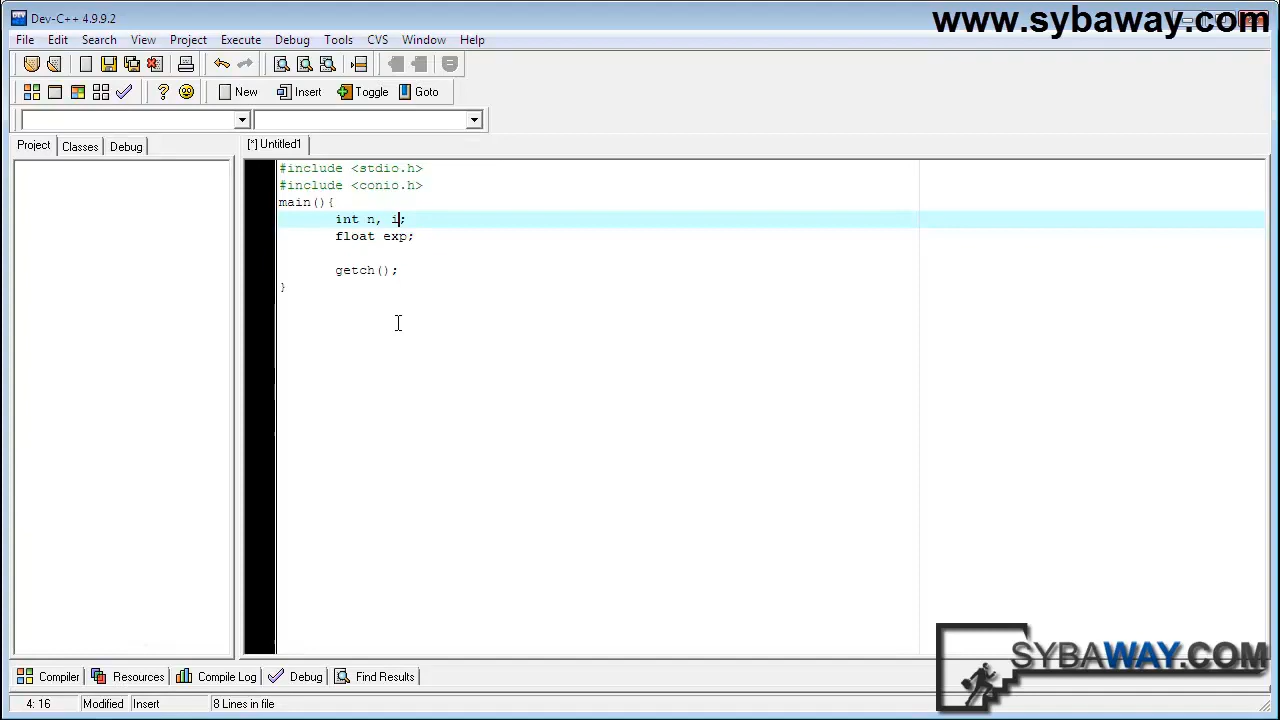 Dev-C++ 4.9.9.2
www.sybaway.com
File Edit Search View Project Execute Debug Tools CVS Window Help
New Insert Toggle Goto
Project Classes Debug
[*] Untitled1
#include <stdio.h>
#include <conio.h>
main(){
int n, i;
float exp;
getch();
}
SYBAWAY.COM
Compiler Resources Compile Log Debug Find Results
4: 16 Modified Insert 8 Lines in file